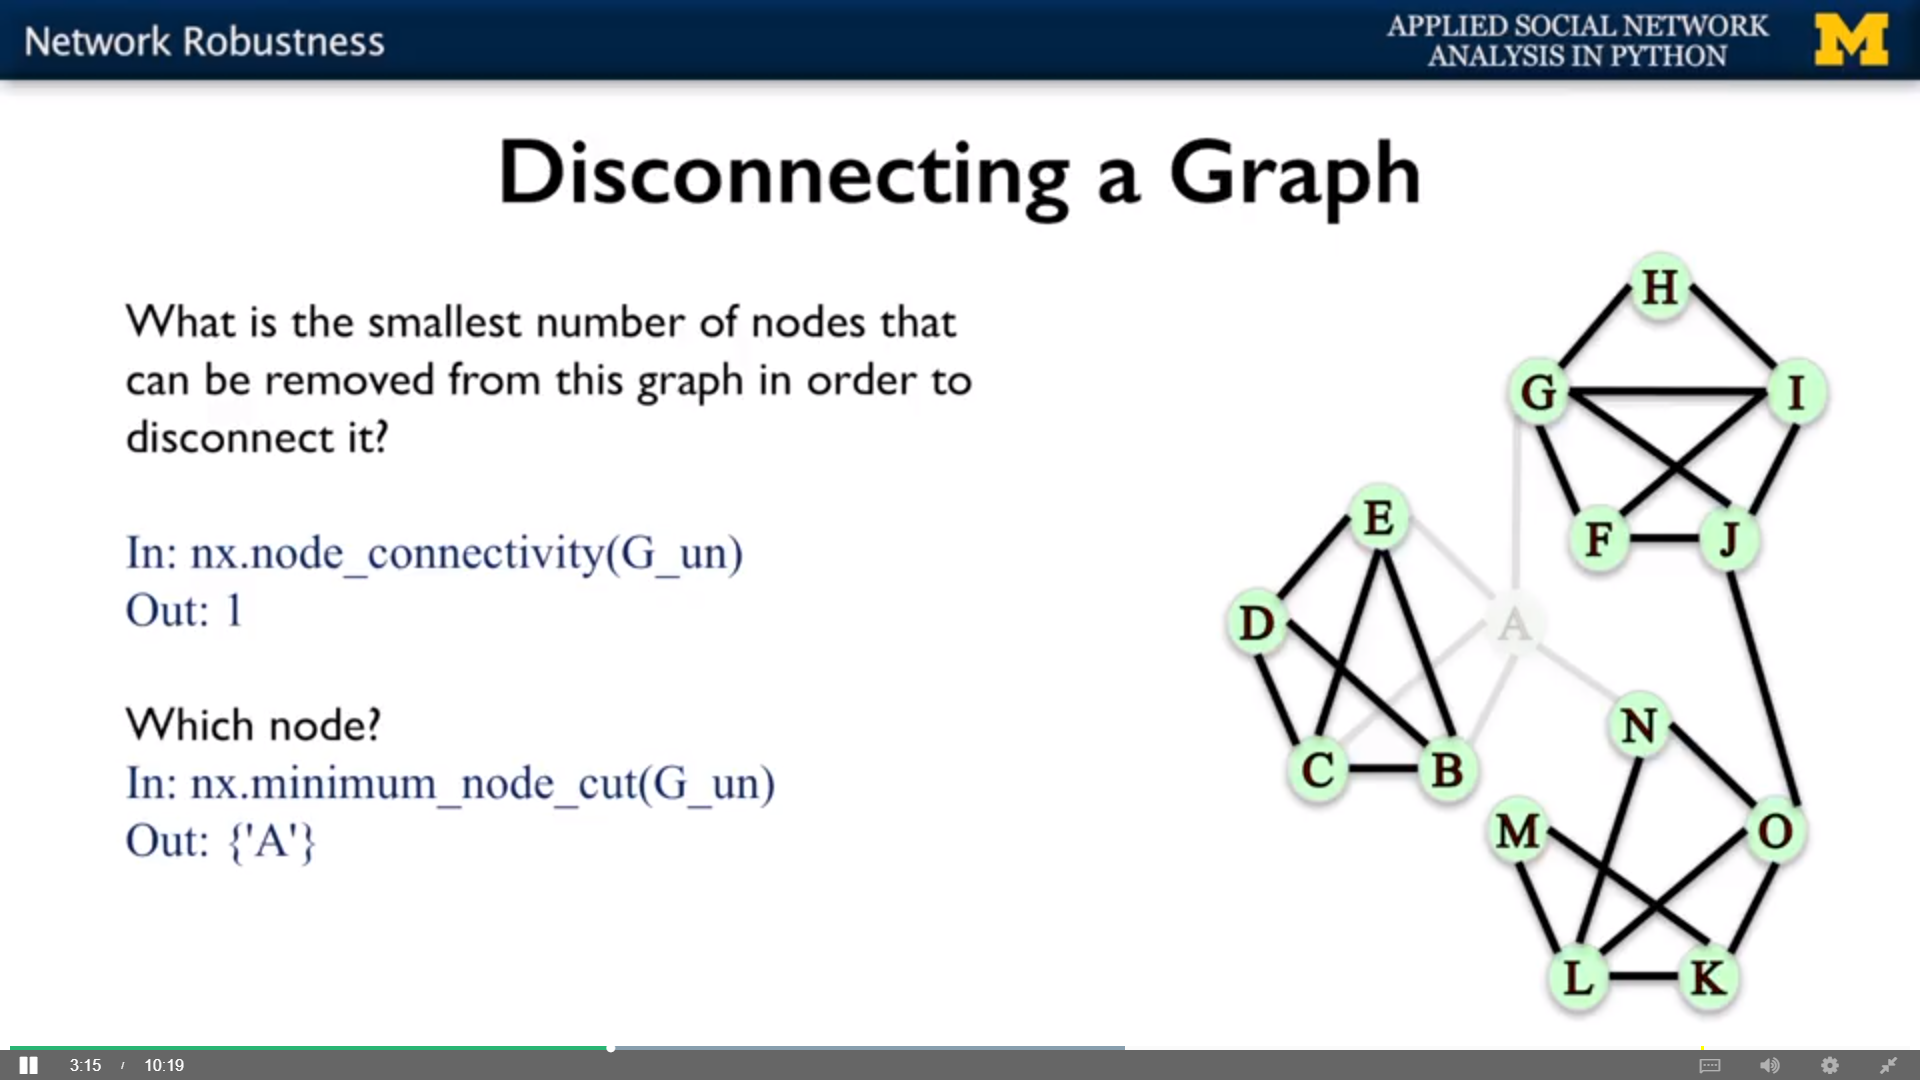 Network Robustness
APPLIED SOCIAL NETWORK
ANALYSIS IN PYTHON
M
Disconnecting a Graph
What is the smallest number of nodes that
can be removed from this graph in order to
disconnect it?
In: nx.node_connectivity(G_un)
Out: 1
Which node?
In: nx.minimum_node_cut(G_un)
Out: {'A'}
H
G
I
E
F
J
D
A
N
C
B
M
O
L
K
3:15 / 10:19